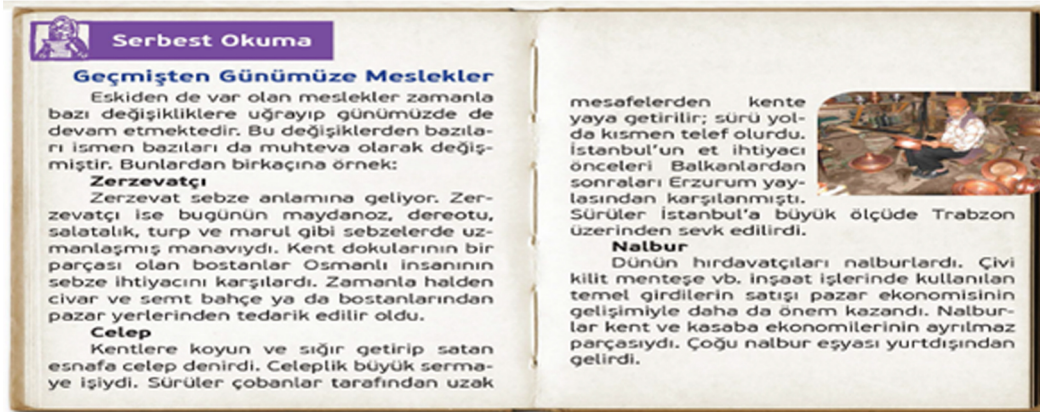 Serbest Okuma
Geçmişten Günümüze Meslekler
Eskiden de var olan meslekler zamanla
bazı değişikliklere uğrayıp günümüzde de
devam etmektedir. Bu değişiklerden bazıla-
rı ismen bazıları da muhteva olarak değiş-
miştir. Bunlardan birkaçına örnek:
Zerzevatçı
Zerzevat sebze anlamına geliyor. Zer-
zevatçı ise bugünün maydanoz, dereotu,
salatalık, turp ve marul gibi sebzelerde uz-
manlaşmış manavıydı. Kent dokularının bir
parçası olan bostanlar Osmanlı insanının
sebze ihtiyacını karşılardı. Zamanla halden
civar ve semt bahçe ya da bostanlarından
pazar yerlerinden tedarik edilir oldu.
Celep
Kentlere koyun ve sığır getirip satan
esnafa celep denirdi. Celeplik büyük serma-
ye işiydi. Sürüler çobanlar tarafından uzak
mesafelerden kente
yaya getirilir; sürü yol-
da kısmen telef olurdu.
İstanbul'un et ihtiyacı
önceleri Balkanlardan
sonraları Erzurum yay-
lasından karşılanmıştı.
Sürüler İstanbul'a büyük ölçüde Trabzon
üzerinden sevk edilirdi.
Nalbur
Dünün hırdavatçıları nalburlardı. Çivi
kilit menteşe vb. inşaat işlerinde kullanılan
temel girdilerin satışı pazar ekonomisinin
gelişimiyle daha da önem kazandı. Nalbur-
lar kent ve kasaba ekonomilerinin ayrılmaz
parçasıydı. Çoğu nalbur eşyası yurtdışından
gelirdi.